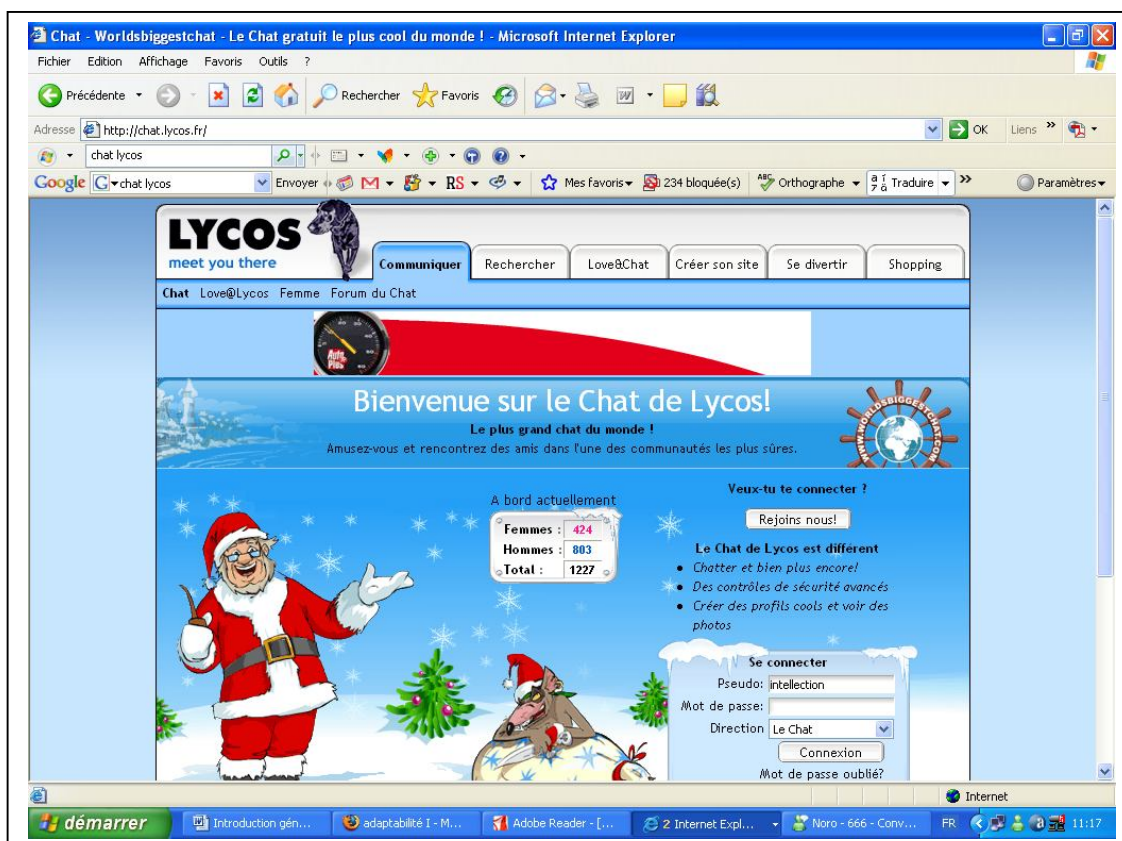 Chat - Worldsbiggestchat - Le Chat gratuit le plus cool du monde ! - Microsoft Internet Explorer
Fichier Edition Affichage Favoris Outils ?
Précédente Rechercher Favoris
Adresse http://chat.lycos.fr/ OK Liens »
chat lycos
Google G chat lycos Envoyer RS Mes favoris 234 bloquée(s) Orthographe Traduire » Paramètres
LYCOS
meet you there
Communiquer Rechercher Love&Chat Créer son site Se divertir Shopping
Chat Love@Lycos Femme Forum du Chat
Auto Plus
Bienvenue sur le Chat de Lycos!
Le plus grand chat du monde !
Amusez-vous et rencontrez des amis dans l'une des communautés les plus sûres.
WWW.WORLDSBIGGESTCHAT.COM
A bord actuellement
Femmes : 424
Hommes : 803
Total : 1227
Veux-tu te connecter ?
Rejoins nous!
Le Chat de Lycos est différent
• Chatter et bien plus encore!
• Des contrôles de sécurité avancés
• Créer des profils cools et voir des
photos
Se connecter
Pseudo: intellection
Mot de passe:
Direction Le Chat
Connexion
Mot de passe oublié?
Internet
démarrer Introduction gén... adaptabilité I - M... Adobe Reader - [... 2 Internet Expl... Noro - 666 - Conv... FR 11:17